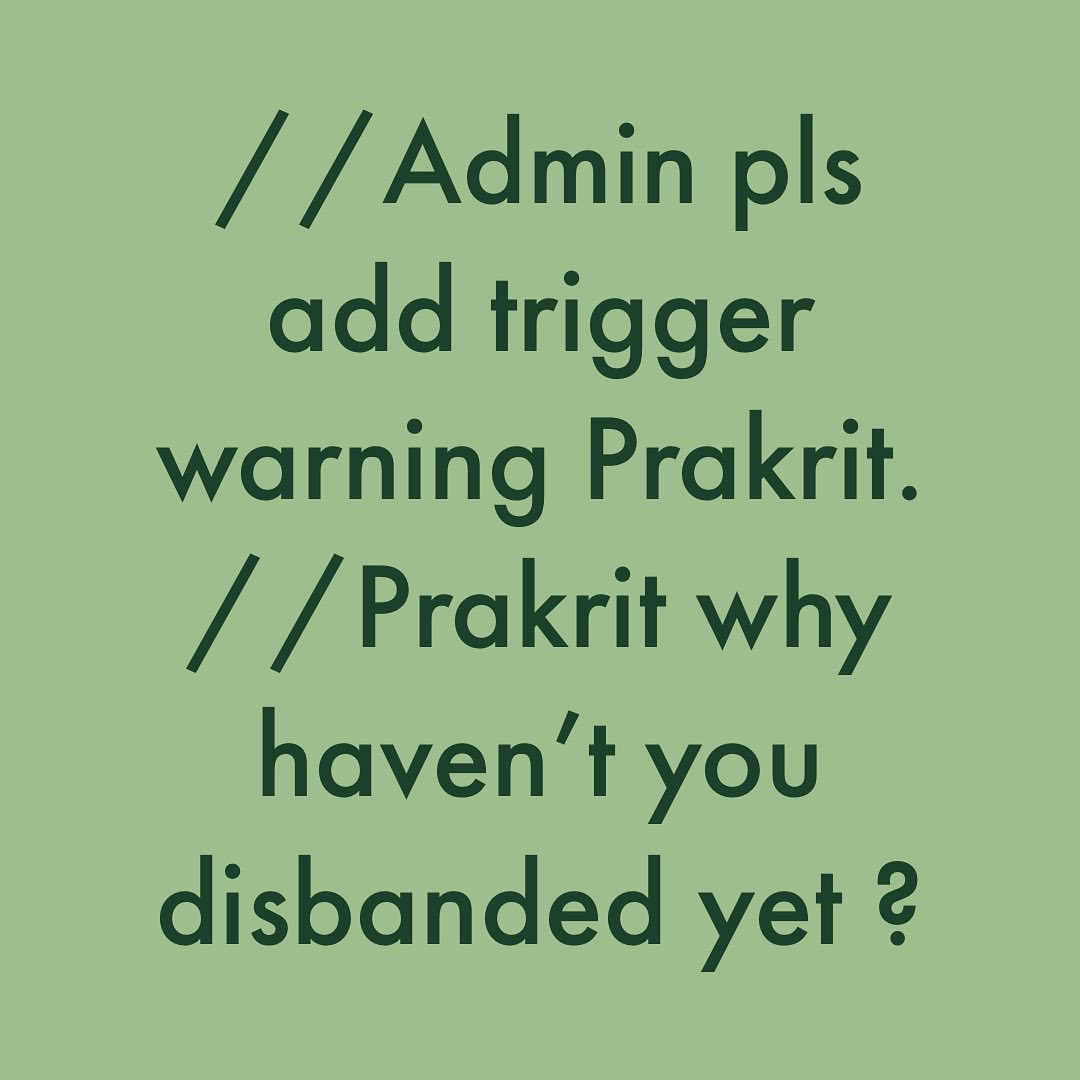 //Admin pls
add trigger
warning Prakrit.
//Prakrit why
haven’t you
disbanded yet ?